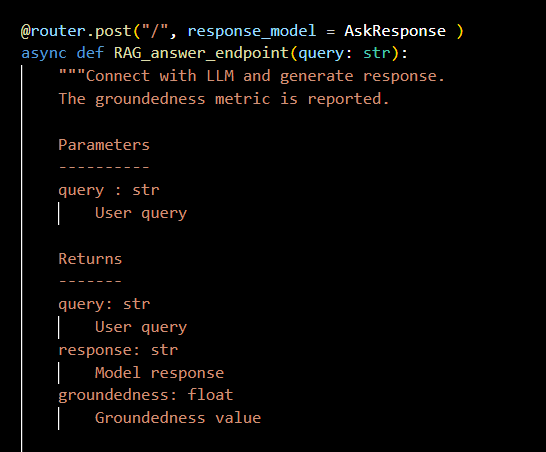 @router.post("/", response_model = AskResponse )
async def RAG_answer_endpoint(query: str):
"""Connect with LLM and generate response.
The groundedness metric is reported.
Parameters
----------
query : str
User query
Returns
-------
query: str
User query
response: str
Model response
groundedness: float
Groundedness value